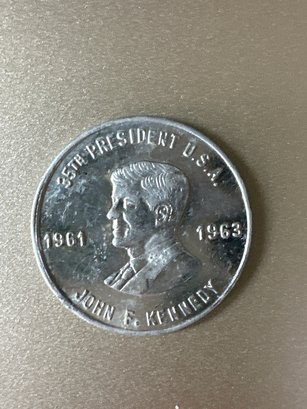 35TH PRESIDENT U.S.A.
1961 1963
JOHN F. KENNEDY